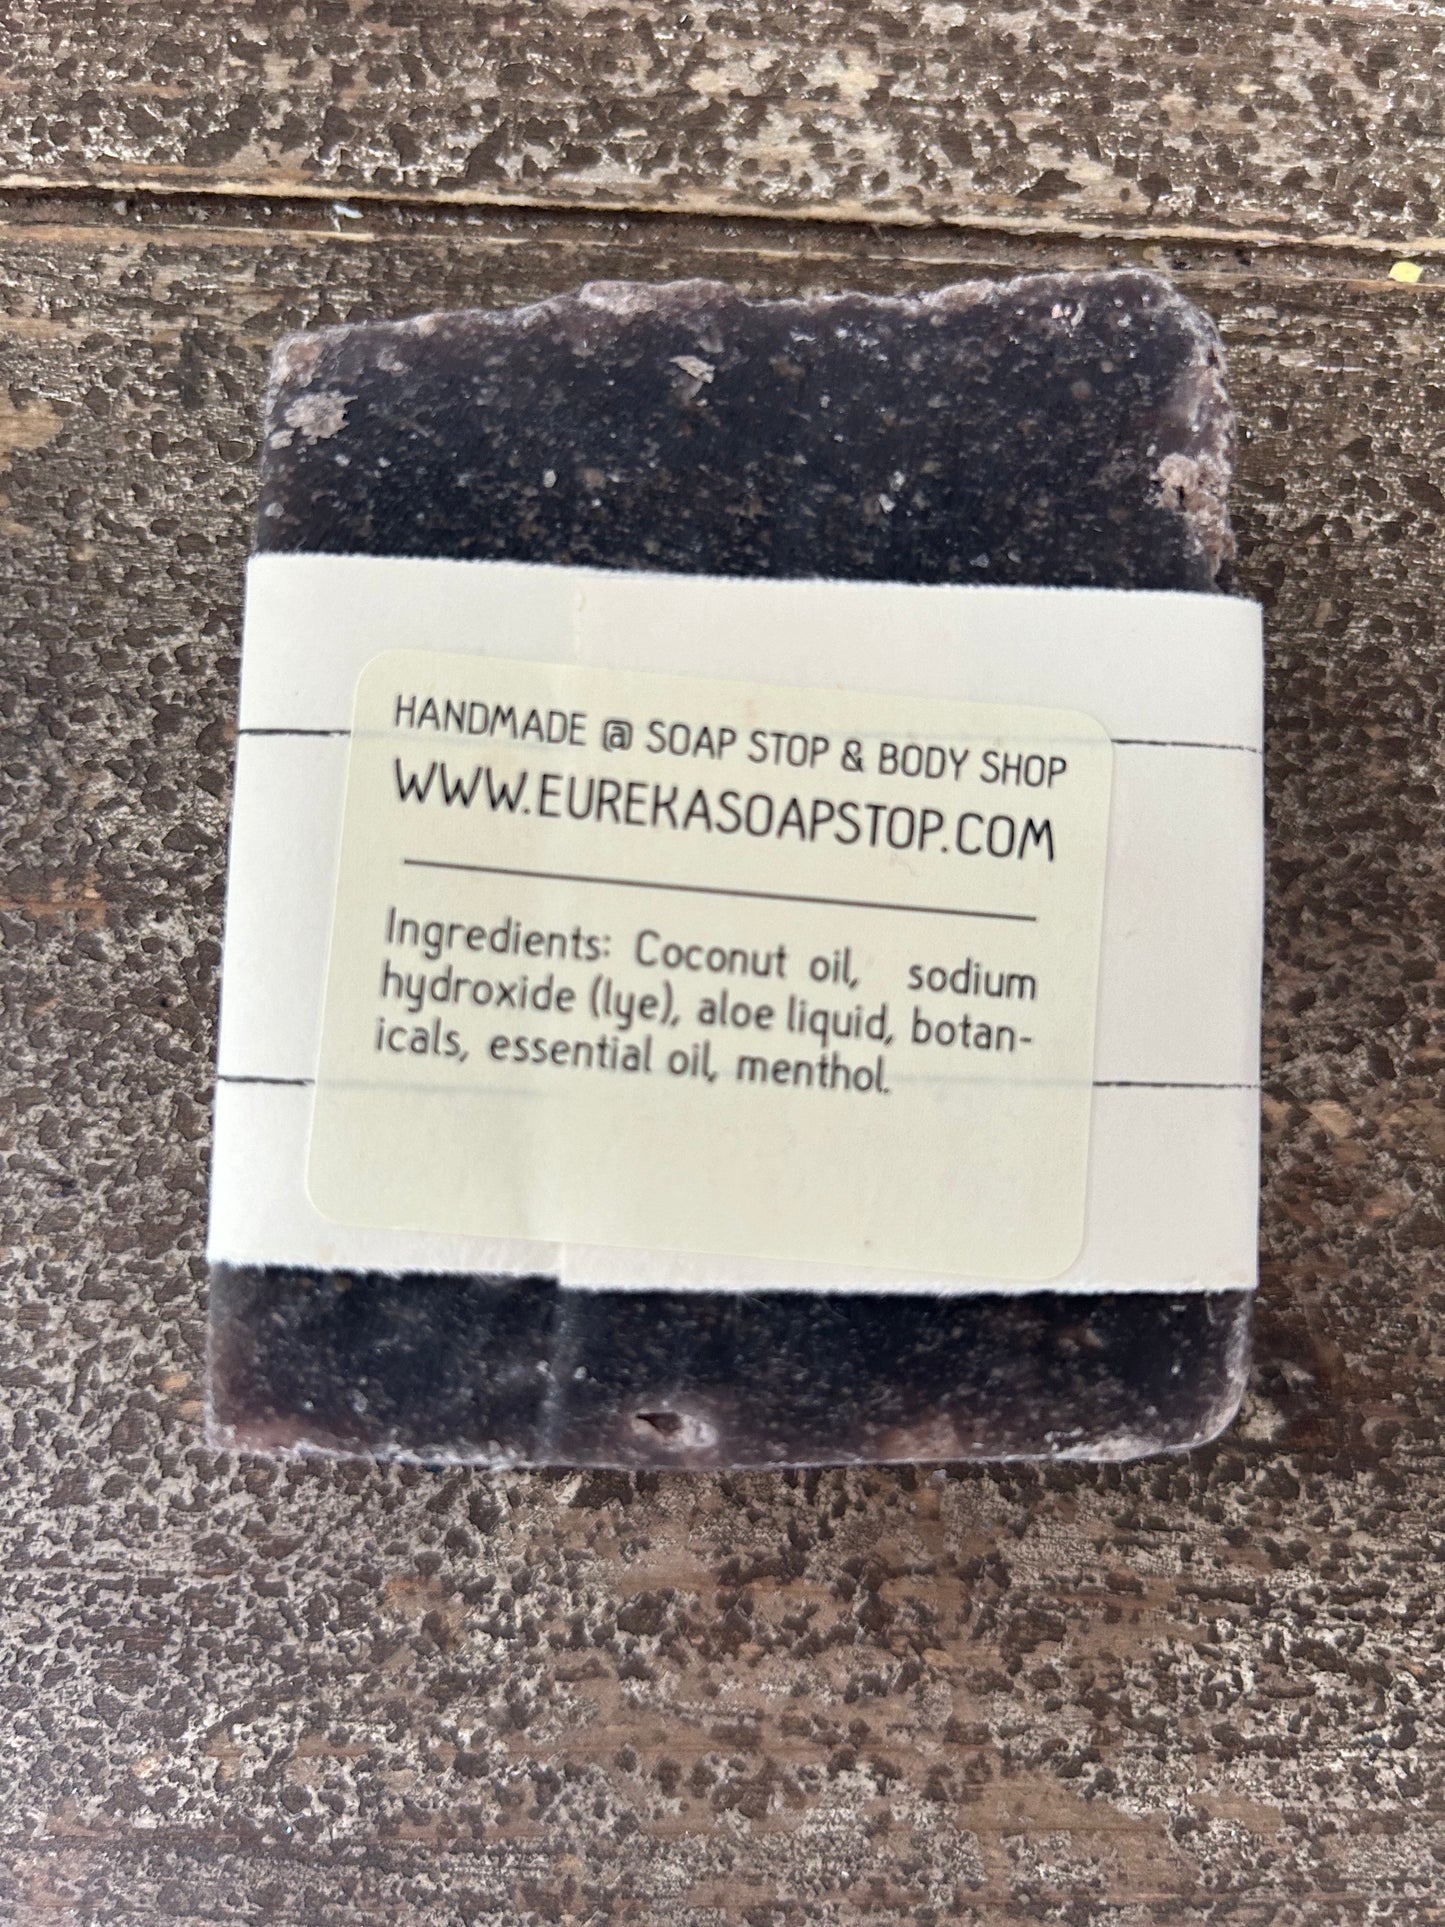 HANDMADE @ SOAP STOP & BODY SHOP
WWW.EUREKASOAPSTOP.COM
Ingredients: Coconut oil, sodium
hydroxide (lye), aloe liquid, botan-
icals, essential oil, menthol.